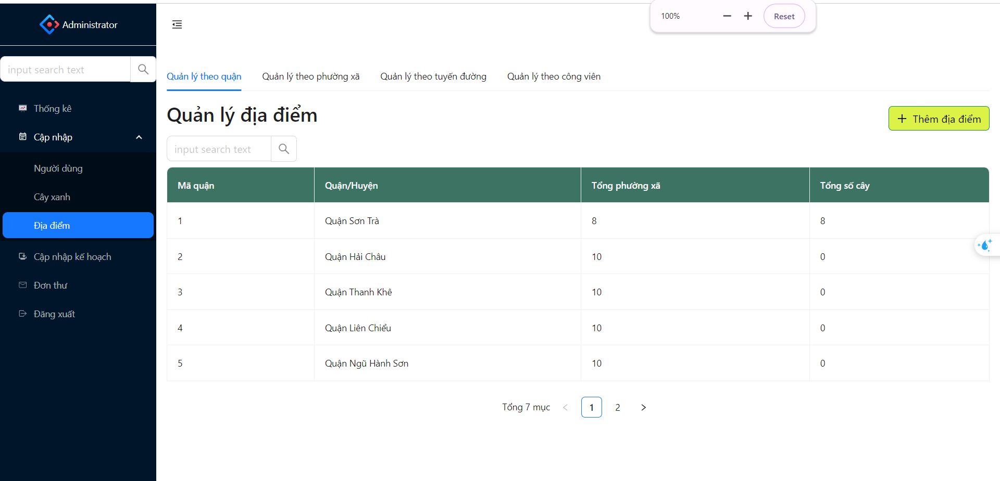 Administrator
100%
Reset
input search text
Thống kê
Cập nhập
Người dùng
Cây xanh
Địa điểm
Cập nhập kế hoạch
Đơn thư
Đăng xuất
Quản lý theo quận Quản lý theo phường xã Quản lý theo tuyến đường Quản lý theo công viên
Quản lý địa điểm
Thêm địa điểm
input search text
Mã quận Quận/Huyện Tổng phường xã Tổng số cây
1 Quận Sơn Trà 8 8
2 Quận Hải Châu 10 0
3 Quận Thanh Khê 10 0
4 Quận Liên Chiểu 10 0
5 Quận Ngũ Hành Sơn 10 0
Tổng 7 mục < 1 2 >